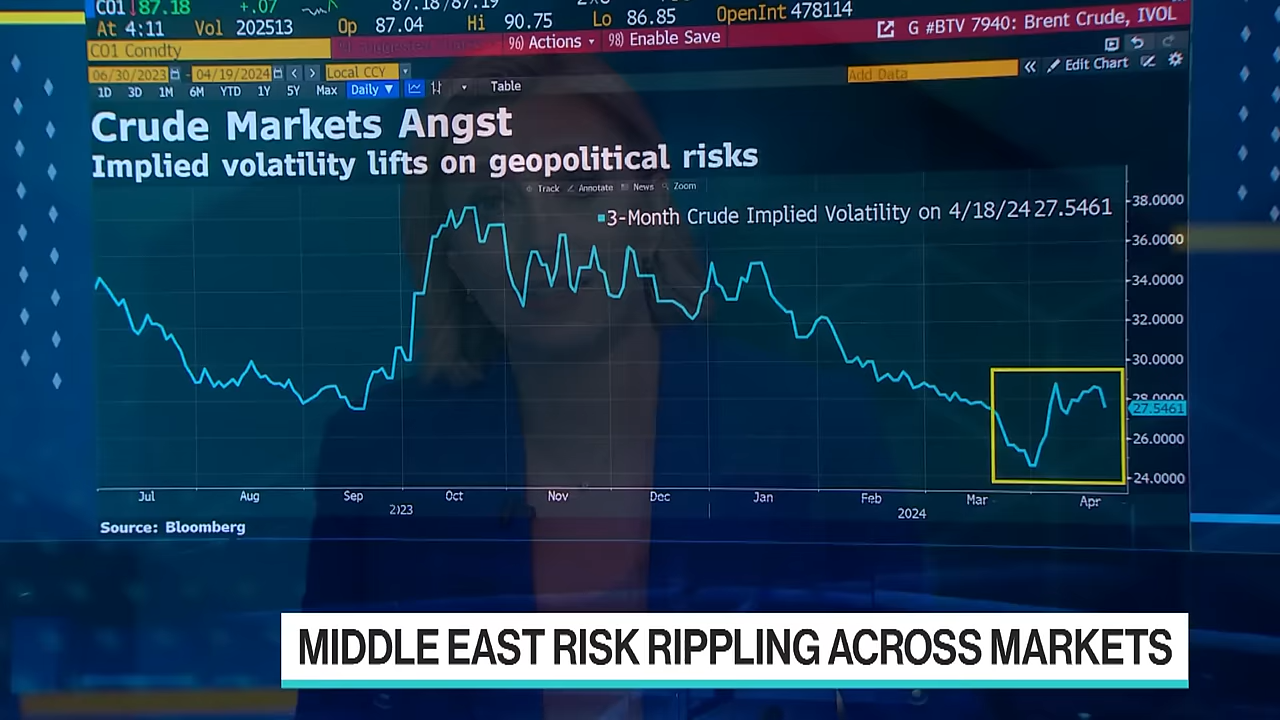 CO1 ↓ 87.18 +.07 87.18/87.19
At 4:11 Vol 202513 Op 87.04 Hi 90.75 Lo 86.85 OpenInt 478114
CO1 Comdty 96) Actions 98) Enable Save G #BTV 7940: Brent Crude, IVOL
06/30/2023 - 04/19/2024 Local CCY Add Data « Edit Chart
1D 3D 1M 6M YTD 1Y 5Y Max Daily ▼ Table
Crude Markets Angst
Implied volatility lifts on geopolitical risks
Track Annotate News Zoom
3-Month Crude Implied Volatility on 4/18/24 27.5461
38.0000
36.0000
34.0000
32.0000
30.0000
28.0000
27.5461
26.0000
24.0000
Jul Aug Sep Oct Nov Dec Jan Feb Mar Apr
2023 2024
Source: Bloomberg
MIDDLE EAST RISK RIPPLING ACROSS MARKETS